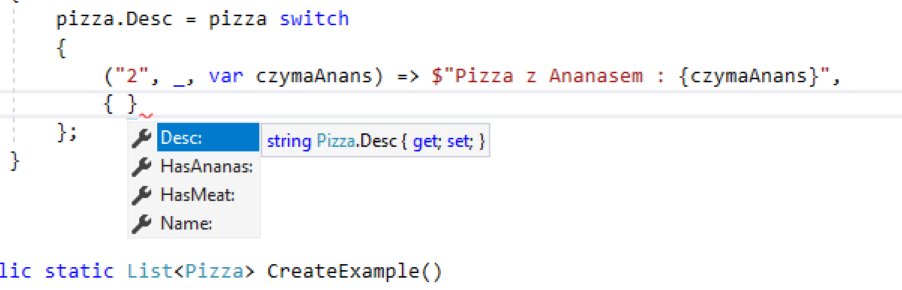 pizza.Desc = pizza switch
{
("2", _, var czymaAnans) => $"Pizza z Ananasem : {czymaAnans}",
{ }
};
Desc: string Pizza.Desc { get; set; }
}
HasAnanas:
HasMeat:
Name:
lic static List<Pizza> CreateExample()